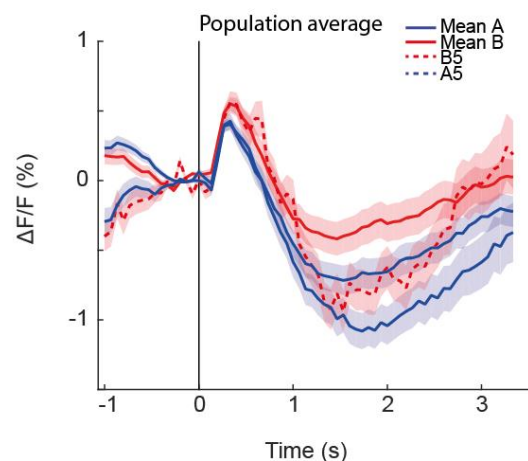 Population average
Mean A
Mean B
B5
A5
1
0
-1
ΔF/F (%)
-1 0 1 2 3
Time (s)